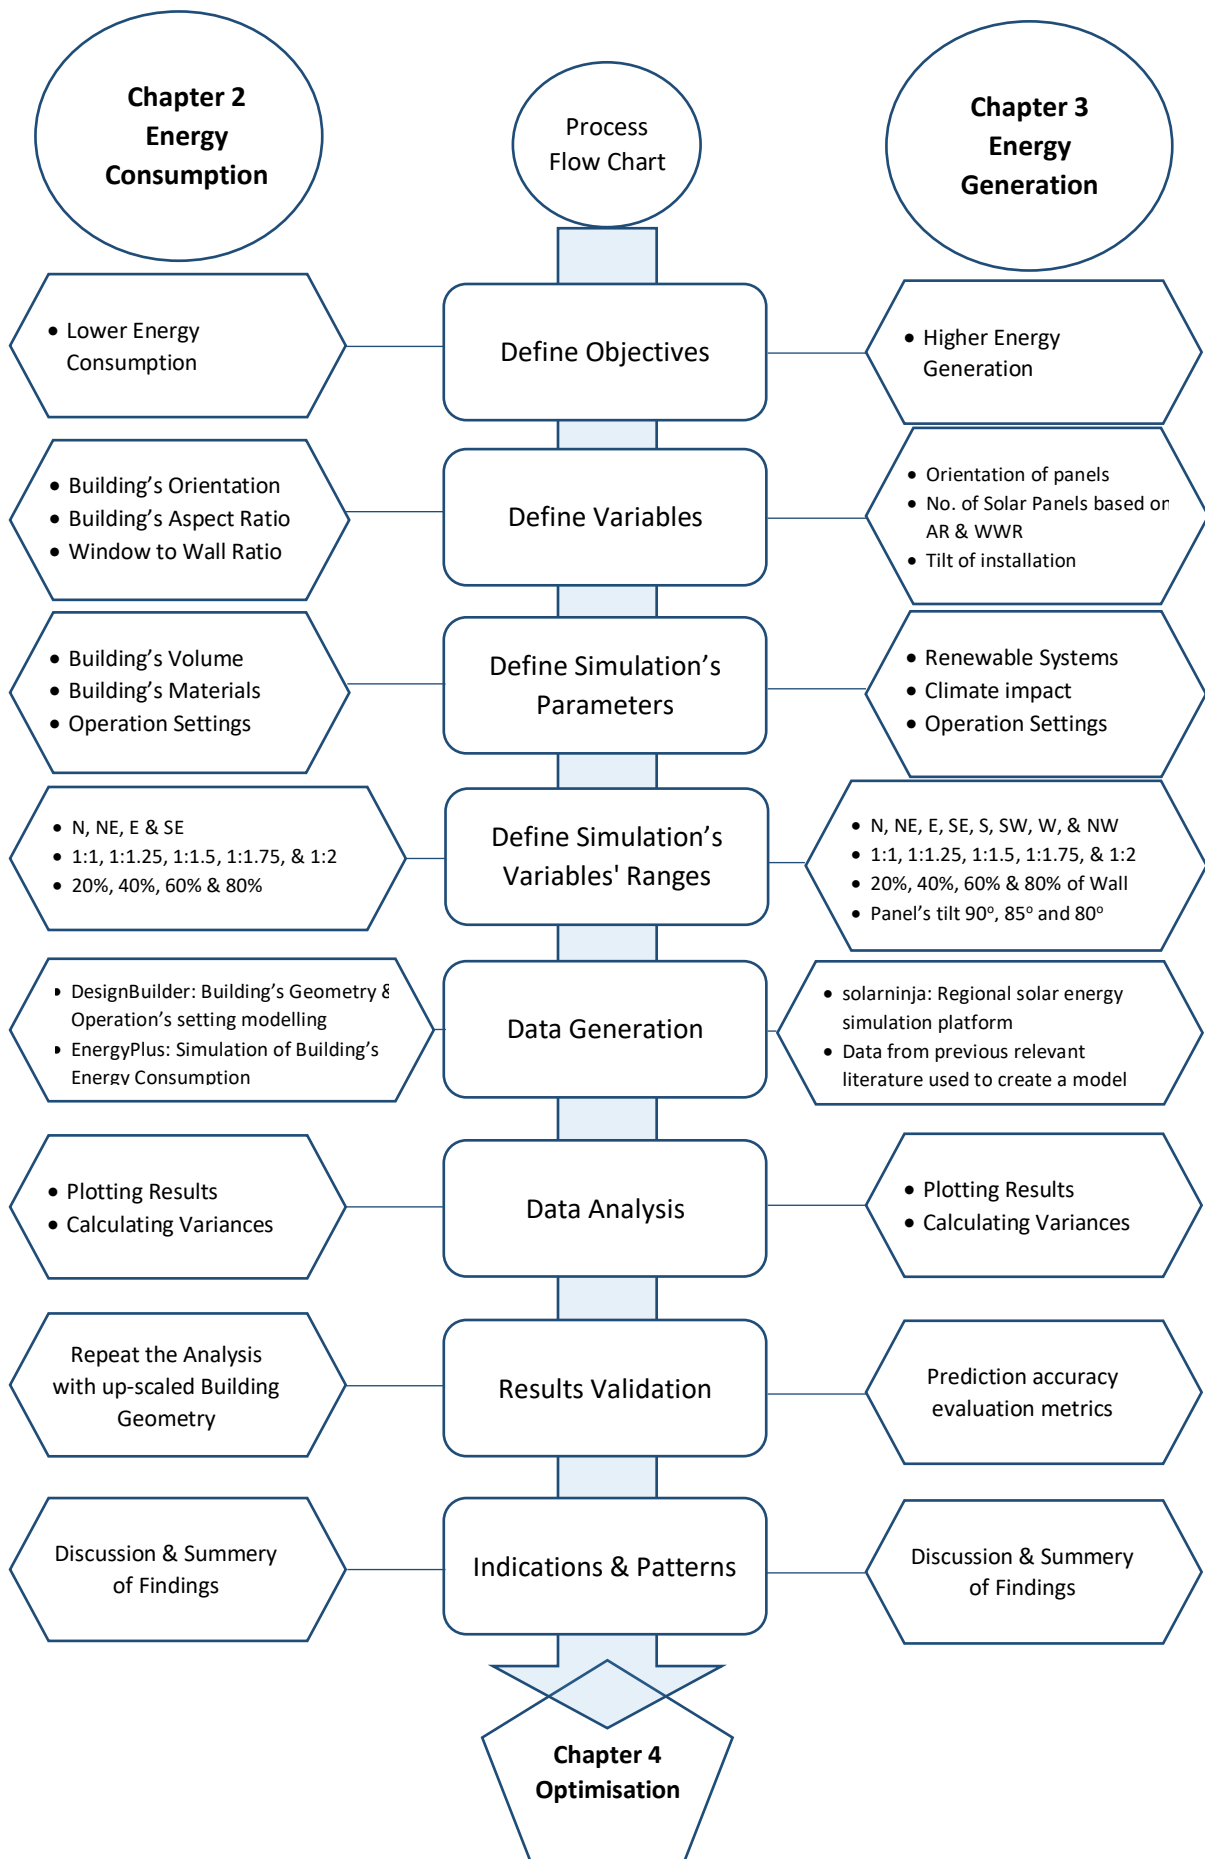 Chapter 2
Energy
Consumption
Process
Flow Chart
Chapter 3
Energy
Generation
• Lower Energy
Consumption
Define Objectives
• Higher Energy
Generation
• Building’s Orientation
• Building’s Aspect Ratio
• Window to Wall Ratio
Define Variables
• Orientation of panels
• No. of Solar Panels based on
AR & WWR
• Tilt of installation
• Building’s Volume
• Building’s Materials
• Operation Settings
Define Simulation’s
Parameters
• Renewable Systems
• Climate impact
• Operation Settings
• N, NE, E & SE
• 1:1, 1:1.25, 1:1.5, 1:1.75, & 1:2
• 20%, 40%, 60% & 80%
Define Simulation’s
Variables' Ranges
• N, NE, E, SE, S, SW, W, & NW
• 1:1, 1:1.25, 1:1.5, 1:1.75, & 1:2
• 20%, 40%, 60% & 80% of Wall
• Panel’s tilt 90°, 85° and 80°
• DesignBuilder: Building’s Geometry &
Operation’s setting modelling
• EnergyPlus: Simulation of Building’s
Energy Consumption
Data Generation
• solarninja: Regional solar energy
simulation platform
• Data from previous relevant
literature used to create a model
• Plotting Results
• Calculating Variances
Data Analysis
• Plotting Results
• Calculating Variances
Repeat the Analysis
with up-scaled Building
Geometry
Results Validation
Prediction accuracy
evaluation metrics
Discussion & Summery
of Findings
Indications & Patterns
Discussion & Summery
of Findings
Chapter 4
Optimisation